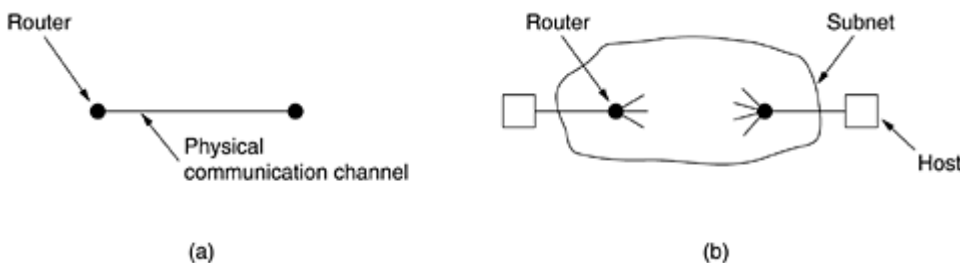 Router
Physical
communication channel
(a)
Router
Subnet
Host
(b)